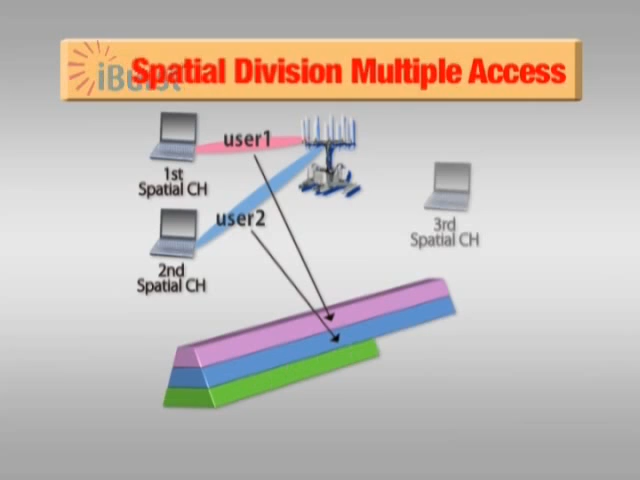 iBurst
Spatial Division Multiple Access
user1
1st
Spatial CH
user2
2nd
Spatial CH
3rd
Spatial CH